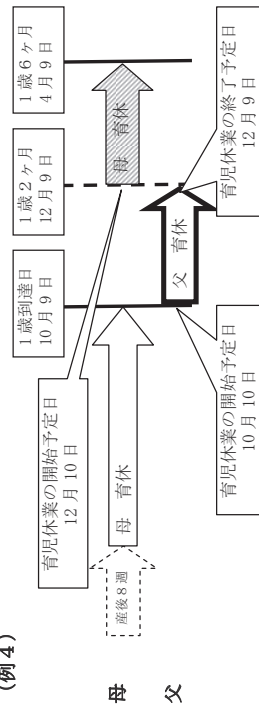 (例4)
1歳到達日
10月9日
1歳2ヶ月
12月9日
1歳6ヶ月
4月9日
育児休業の開始予定日
12月10日
母
産後8週
母 育休
母 育休
父
父 育休
育児休業の開始予定日
10月10日
育児休業の終了予定日
12月9日